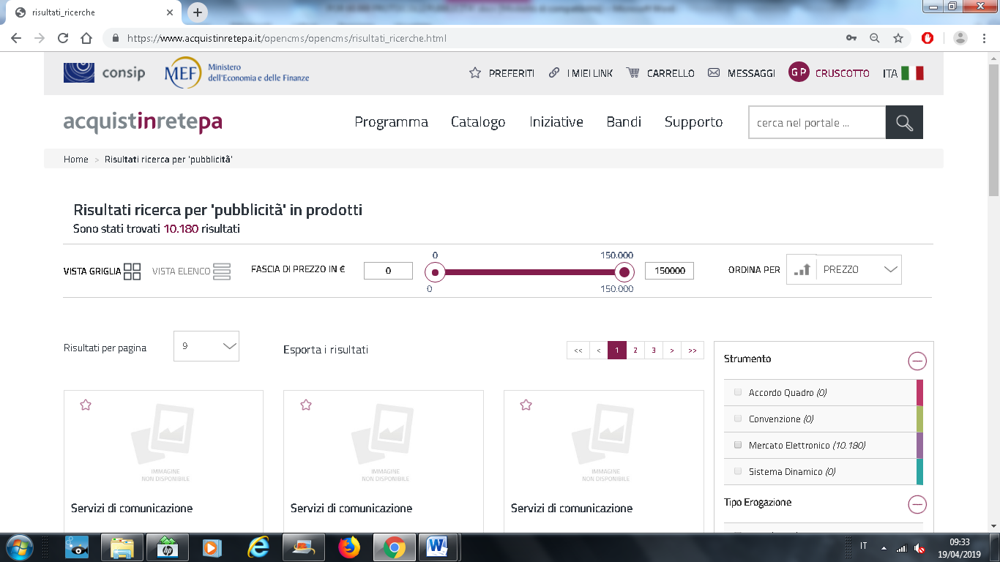 risultati_ricerche
https://www.acquistinretepa.it/opencms/opencms/risultati_ricerche.html
consip
MEF Ministero dell'Economia e delle Finanze
PREFERITI I MIEI LINK CARRELLO MESSAGGI GP CRUSCOTTO ITA
acquistinretepa
Programma Catalogo Iniziative Bandi Supporto
cerca nel portale ...
Home > Risultati ricerca per 'pubblicitã'
Risultati ricerca per 'pubblicitã' in prodotti
Sono stati trovati 10.180 risultati
0 150.000
VISTA GRIGLIA VISTA ELENCO FASCIA DI PREZZO IN € 0 150000 ORDINA PER PREZZO
0 150.000
Risultati per pagina 9 Esporta i risultati << < 1 2 3 > >>
Strumento
Accordo Quadro (0)
Convenzione (0)
Mercato Elettronico (10.180)
Sistema Dinamico (0)
Tipo Erogazione
IMMAGINE
NON DISPONIBILE
IMMAGINE
NON DISPONIBILE
IMMAGINE
NON DISPONIBILE
Servizi di comunicazione Servizi di comunicazione Servizi di comunicazione
IT 09:33
19/04/2019